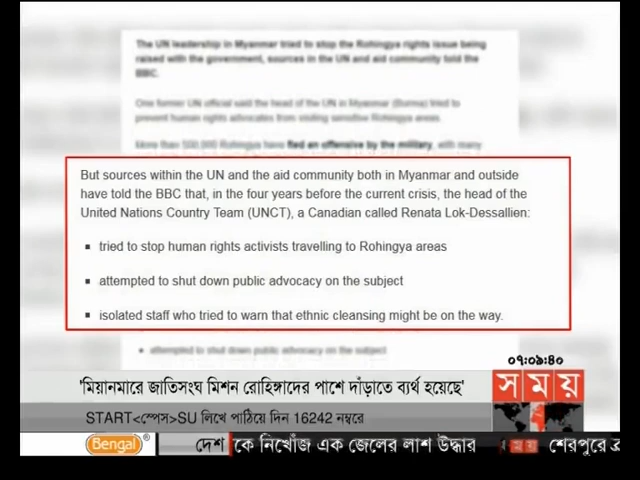 The UN leadership in Myanmar tried to stop the Rohingya rights issue being
raised with the government, sources in the UN and aid community told the
BBC.
One former UN official said the head of the UN in Myanmar (Burma) tried to
prevent human rights advocates from visiting sensitive Rohingya areas.
More than 500,000 Rohingya have fled an offensive by the military, with many
But sources within the UN and the aid community both in Myanmar and outside
have told the BBC that, in the four years before the current crisis, the head of the
United Nations Country Team (UNCT), a Canadian called Renata Lok-Dessallien:
▪ tried to stop human rights activists travelling to Rohingya areas
▪ attempted to shut down public advocacy on the subject
▪ isolated staff who tried to warn that ethnic cleansing might be on the way.
• attempted to shut down public advocacy on the subject
০৭:০৯:৪০
'মিয়ানমারে জাতিসংঘ মিশন রোহিঙ্গাদের পাশে দাঁড়াতে ব্যর্থ হয়েছে'
সময়
START<স্পেস>SU লিখে পাঠিয়ে দিন 16242 নম্বরে
Bengal® দেশ কে নিখোঁজ এক জেলের লাশ উদ্ধার সময় শেরপুরে